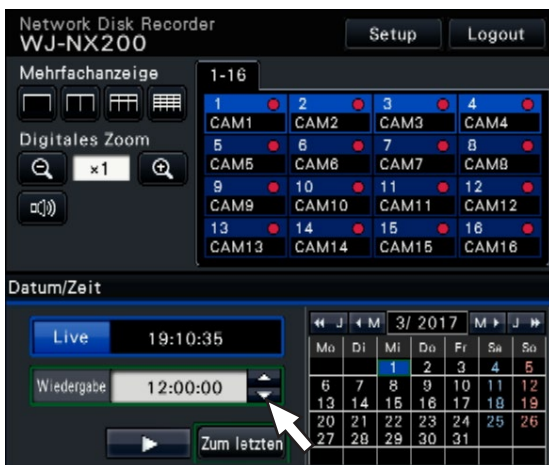 Network Disk Recorder
WJ-NX200
Setup
Logout
Mehrfachanzeige
1-16
1 2 3 4
CAM1 CAM2 CAM3 CAM4
Digitales Zoom
5 6 7 8
CAM5 CAM6 CAM7 CAM8
×1
9 10 11 12
CAM9 CAM10 CAM11 CAM12
13 14 15 16
CAM13 CAM14 CAM15 CAM16
Datum/Zeit
Live 19:10:35
Wiedergabe 12:00:00
Zum letzten
J M 3/ 2017 M J
Mo Di Mi Do Fr Sa So
1 2 3 4 5
6 7 8 9 10 11 12
13 14 15 16 17 18 19
20 21 22 23 24 25 26
27 28 29 30 31